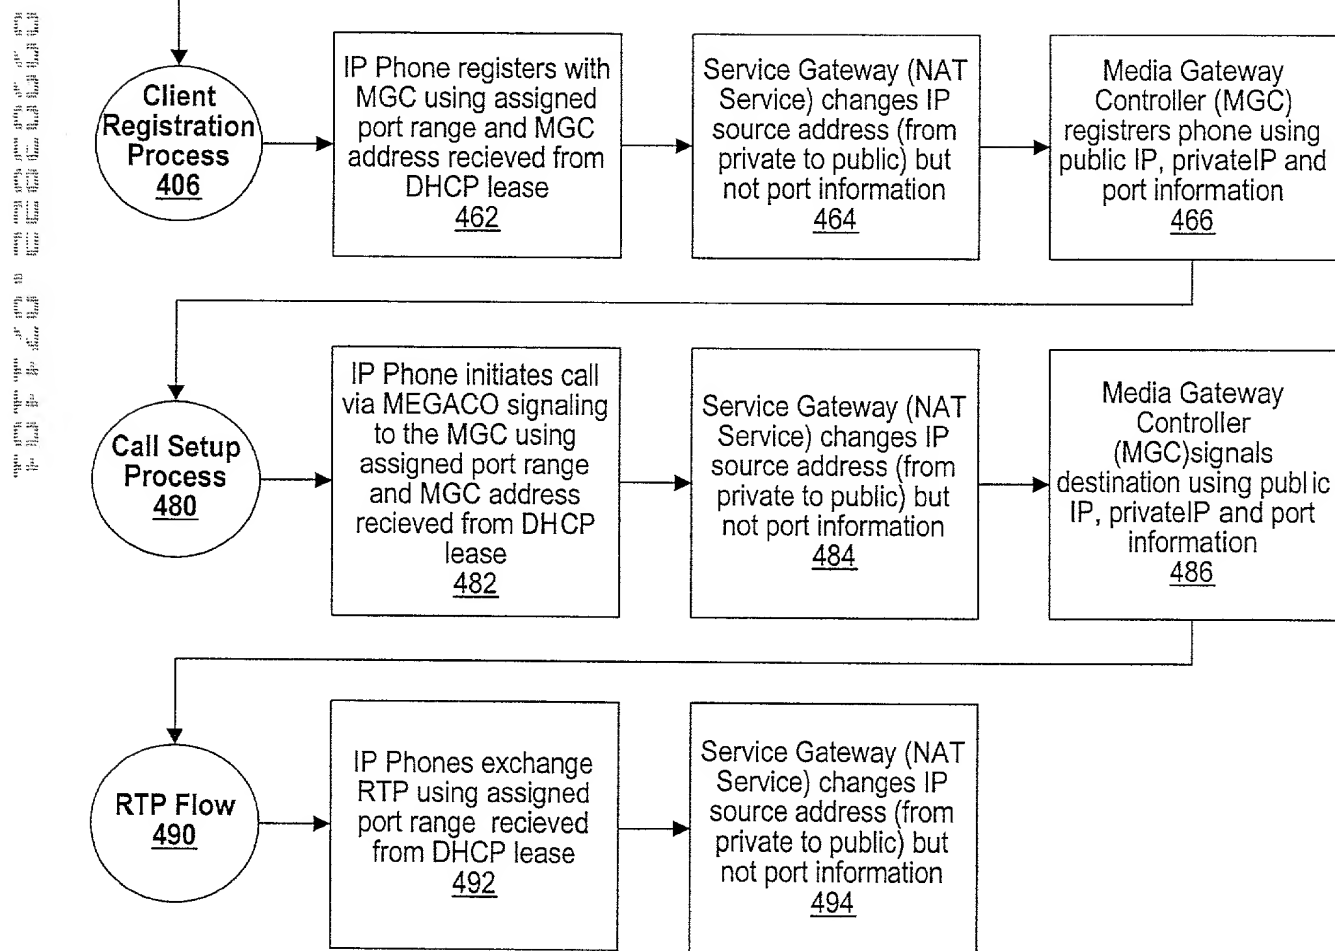 Client
Registration
Process
406
IP Phone registers with
MGC using assigned
port range and MGC
address recieved from
DHCP lease
462
Service Gateway (NAT
Service) changes IP
source address (from
private to public) but
not port information
464
Media Gateway
Controller (MGC)
registrers phone using
public IP, privateIP and
port information
466
Call Setup
Process
480
IP Phone initiates call
via MEGACO signaling
to the MGC using
assigned port range
and MGC address
recieved from DHCP
lease
482
Service Gateway (NAT
Service) changes IP
source address (from
private to public) but
not port information
484
Media Gateway
Controller
(MGC)signals
destination using public
IP, privateIP and port
information
486
RTP Flow
490
IP Phones exchange
RTP using assigned
port range recieved
from DHCP lease
492
Service Gateway (NAT
Service) changes IP
source address (from
private to public) but
not port information
494